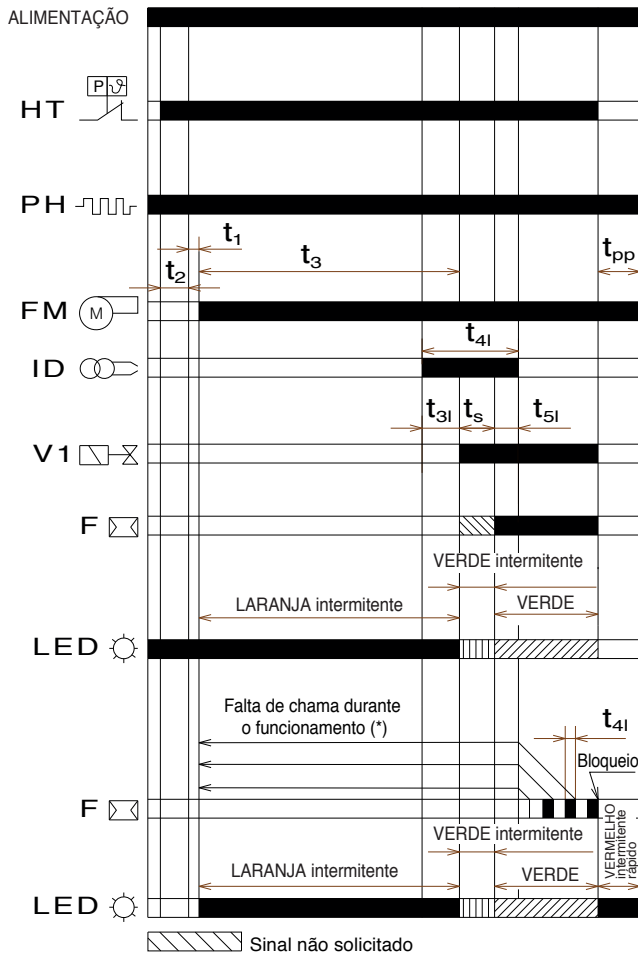 ALIMENTAÇÃO
P ϑ
HT
PH
t1
t3
tpp
t2
FM M
t4l
ID
t3l ts t5l
V1
F
VERDE intermitente
LARANJA intermitente
VERDE
LED
Falta de chama durante
o funcionamento (*)
t4l
Bloqueio
F
VERDE intermitente
LARANJA intermitente
VERDE
VERMELHO
intermitente
rápido
LED
Sinal não solicitado